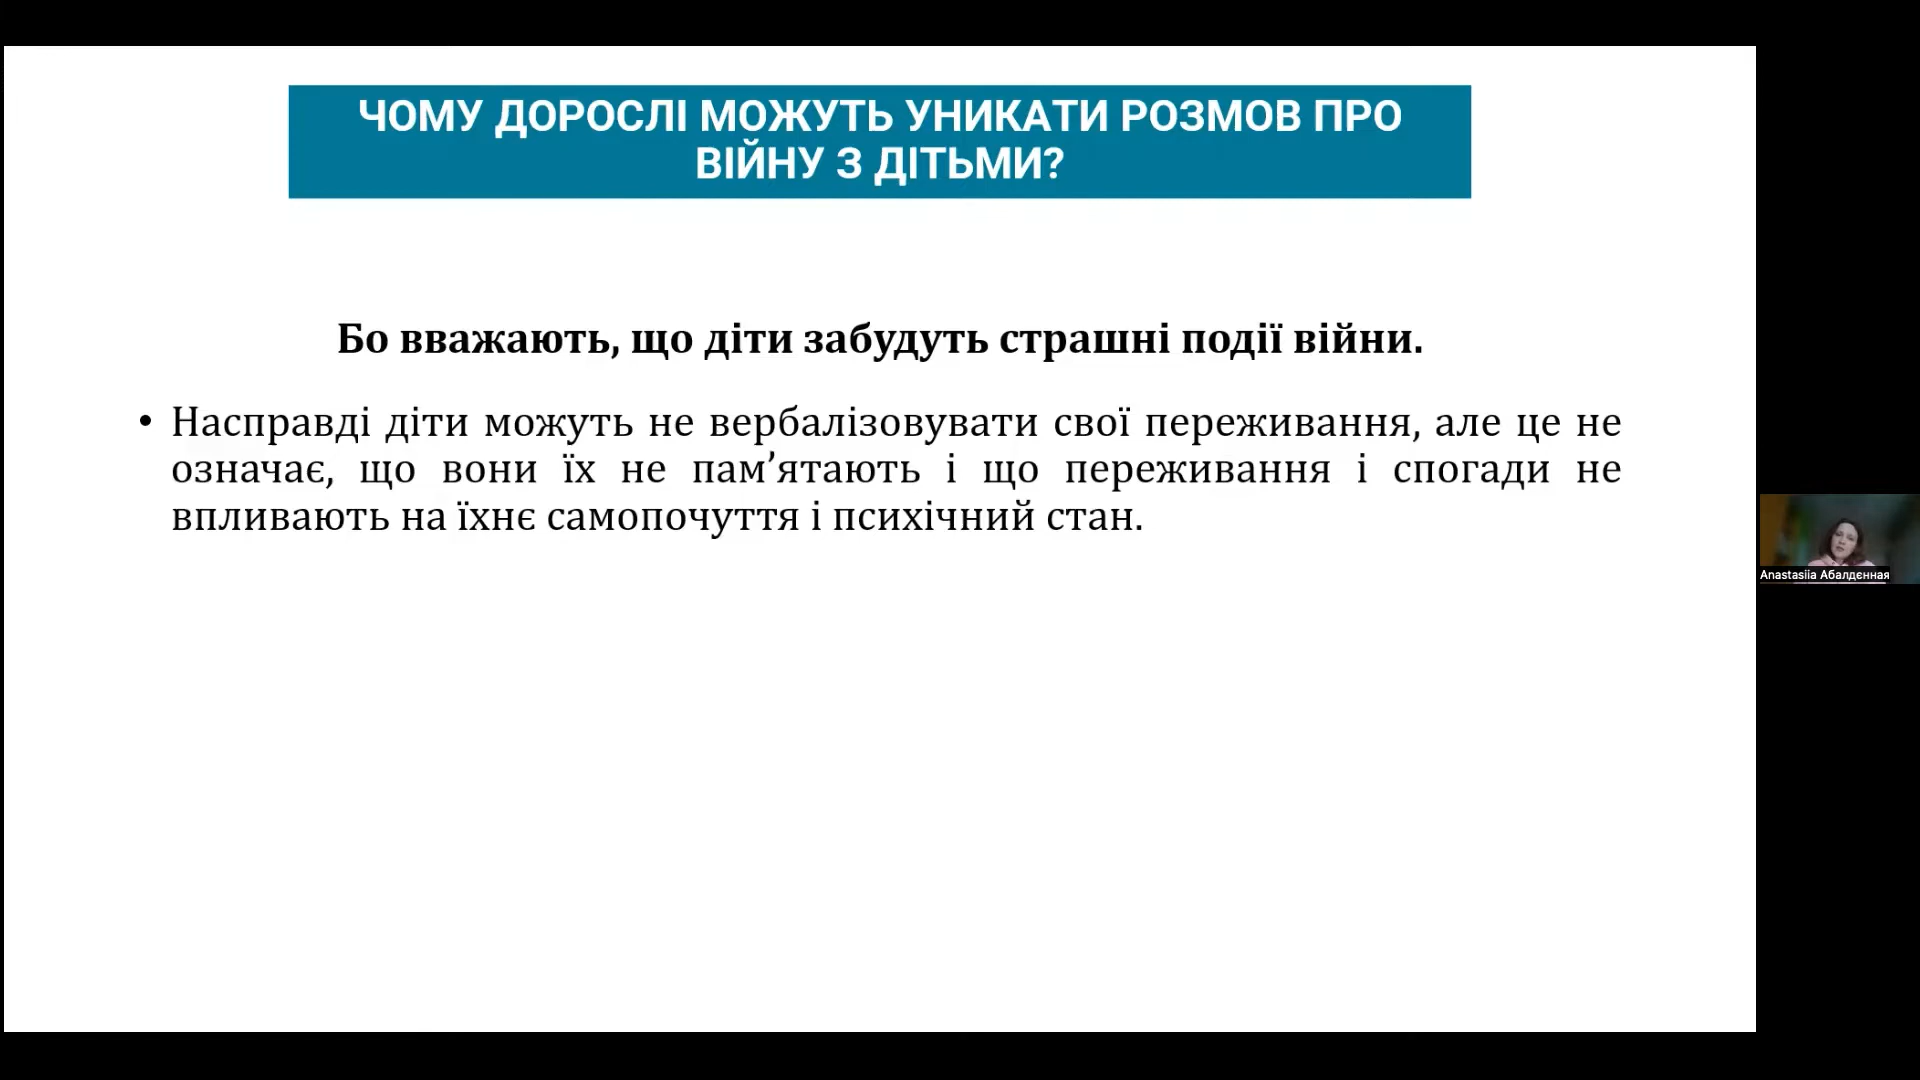 ЧОМУ ДОРОСЛІ МОЖУТЬ УНИКАТИ РОЗМОВ ПРО
ВІЙНУ З ДІТЬМИ?
Бо вважають, що діти забудуть страшні події війни.
• Насправді діти можуть не вербалізовувати свої переживання, але це не
означає, що вони їх не пам’ятають і що переживання і спогади не
впливають на їхнє самопочуття і психічний стан.
Anastasiia Абалдєнная